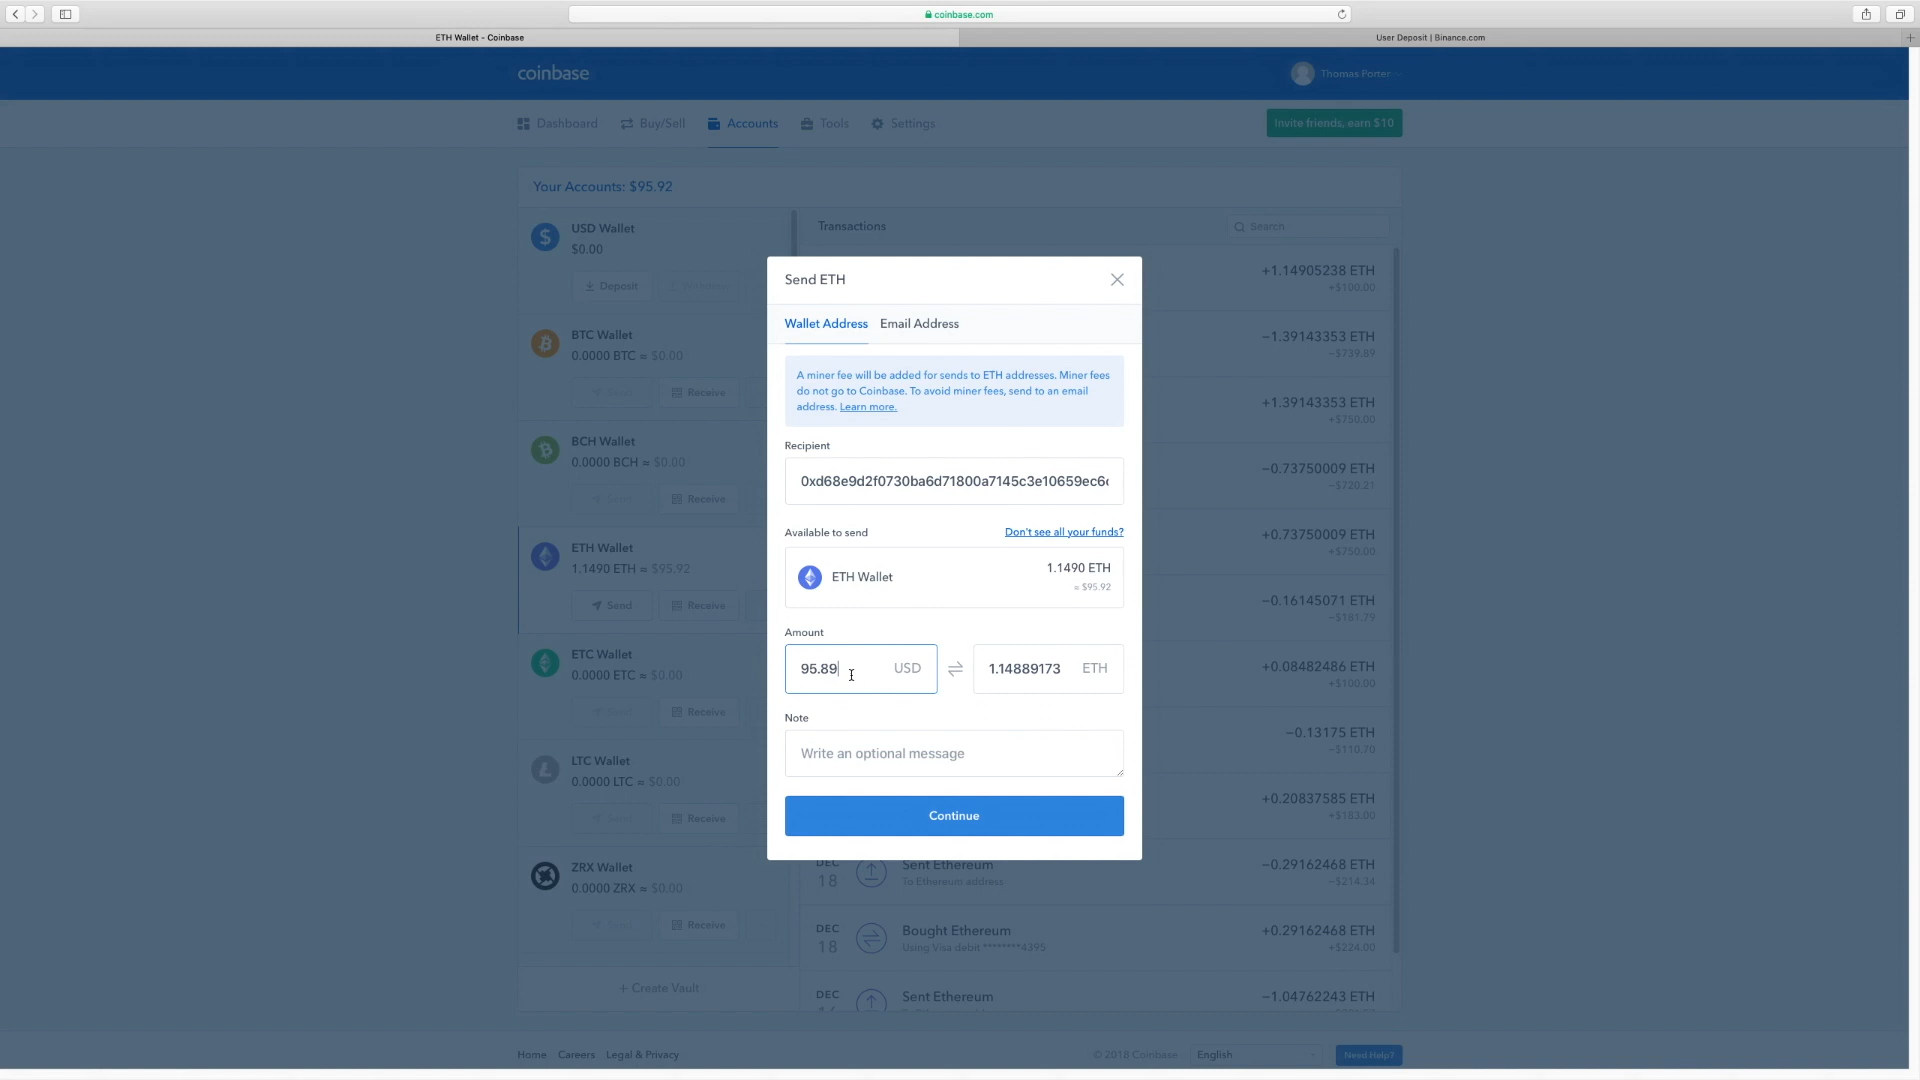 coinbase.com
ETH Wallet - Coinbase
User Deposit | Binance.com
coinbase
Thomas Porter
Dashboard
Buy/Sell
Accounts
Tools
Settings
Invite friends, earn $10
Your Accounts: $95.92
USD Wallet
$0.00
Deposit
BTC Wallet
0.0000 BTC ≈ $0.00
Send
Receive
BCH Wallet
0.0000 BCH ≈ $0.00
Send
Receive
ETH Wallet
1.1490 ETH ≈ $95.92
Send
Receive
ETC Wallet
0.0000 ETC ≈ $0.00
Send
Receive
LTC Wallet
0.0000 LTC ≈ $0.00
Send
Receive
ZRX Wallet
0.0000 ZRX ≈ $0.00
Send
Receive
+ Create Vault
Transactions
Search
+1.14905238 ETH
+$100.00
−1.39143353 ETH
−$739.89
+1.39143353 ETH
+$750.00
−0.73750009 ETH
−$720.21
+0.73750009 ETH
+$750.00
−0.16145071 ETH
−$181.79
+0.08482486 ETH
+$100.00
−0.13175 ETH
−$110.70
+0.20837585 ETH
+$183.00
DEC
18
Sent Ethereum
To Ethereum address
−0.29162468 ETH
−$214.34
DEC
18
Bought Ethereum
Using Visa debit ********4395
+0.29162468 ETH
+$224.00
DEC
Sent Ethereum
−1.04762243 ETH
Send ETH
Wallet Address
Email Address
A miner fee will be added for sends to ETH addresses. Miner fees
do not go to Coinbase. To avoid miner fees, send to an email
address. Learn more.
Recipient
0xd68e9d2f0730ba6d71800a7145c3e10659ec6
Available to send
Don't see all your funds?
ETH Wallet
1.1490 ETH
≈ $95.92
Amount
95.89 USD
1.14889173 ETH
Note
Write an optional message
Continue
Home
Careers
Legal & Privacy
© 2018 Coinbase
English
Need Help?